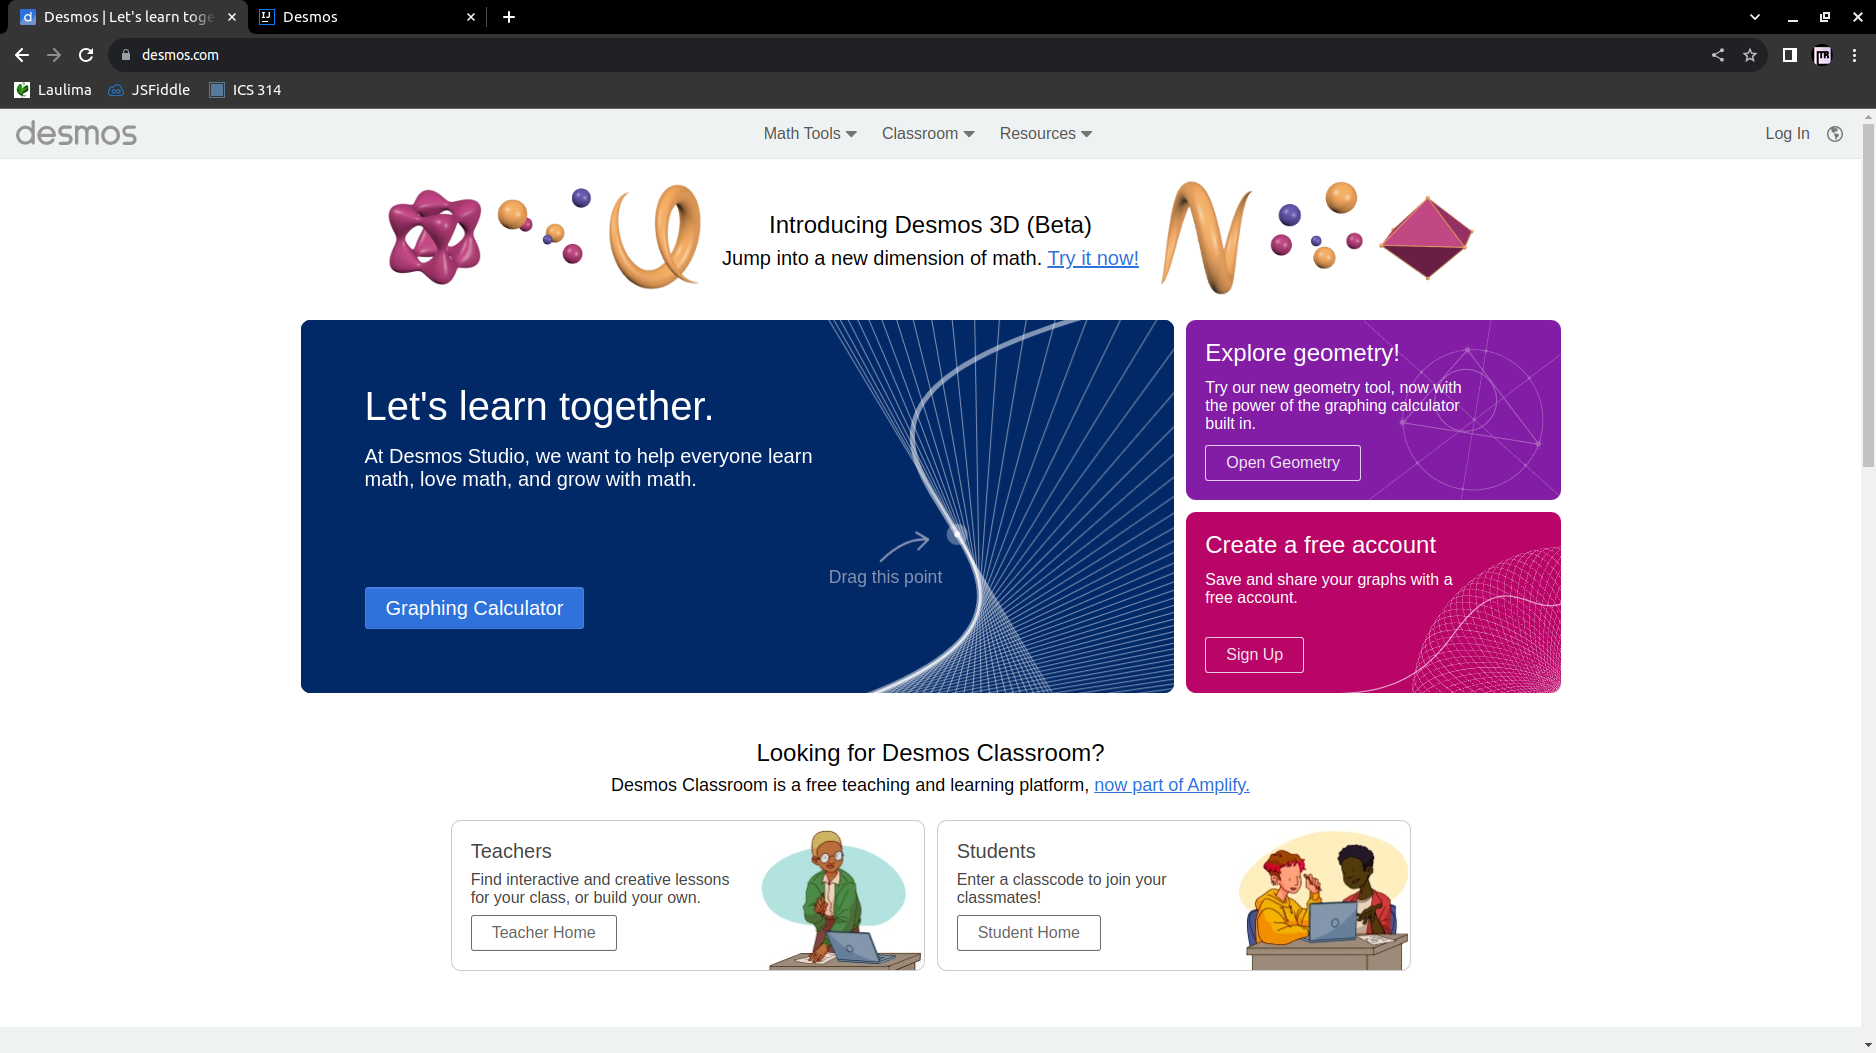 Desmos | Let's learn toge
Desmos
desmos.com
Laulima
JSFiddle
ICS 314
desmos
Math Tools
Classroom
Resources
Log In
Introducing Desmos 3D (Beta)
Jump into a new dimension of math. Try it now!
Let's learn together.
At Desmos Studio, we want to help everyone learn
math, love math, and grow with math.
Drag this point
Graphing Calculator
Explore geometry!
Try our new geometry tool, now with
the power of the graphing calculator
built in.
Open Geometry
Create a free account
Save and share your graphs with a
free account.
Sign Up
Looking for Desmos Classroom?
Desmos Classroom is a free teaching and learning platform, now part of Amplify.
Teachers
Find interactive and creative lessons
for your class, or build your own.
Teacher Home
Students
Enter a classcode to join your
classmates!
Student Home